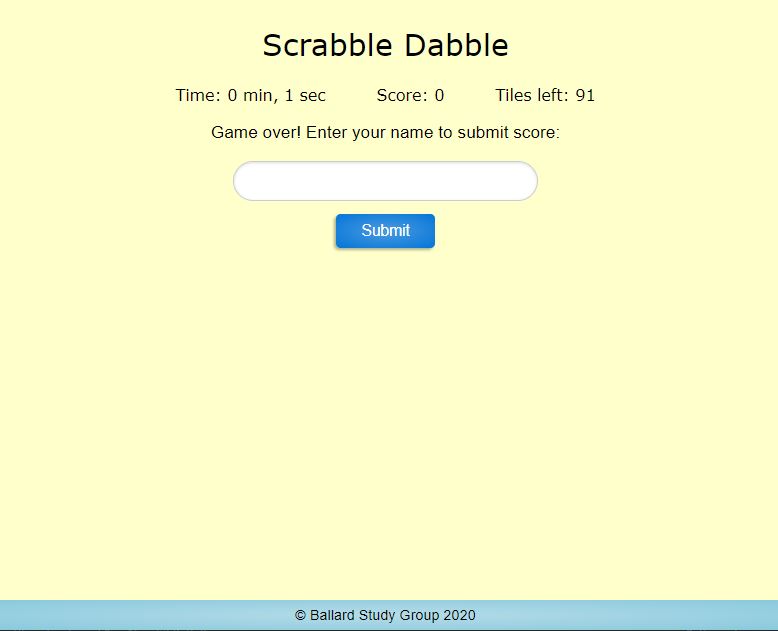 Scrabble Dabble
Time: 0 min, 1 sec Score: 0 Tiles left: 91
Game over! Enter your name to submit score:
Submit
© Ballard Study Group 2020